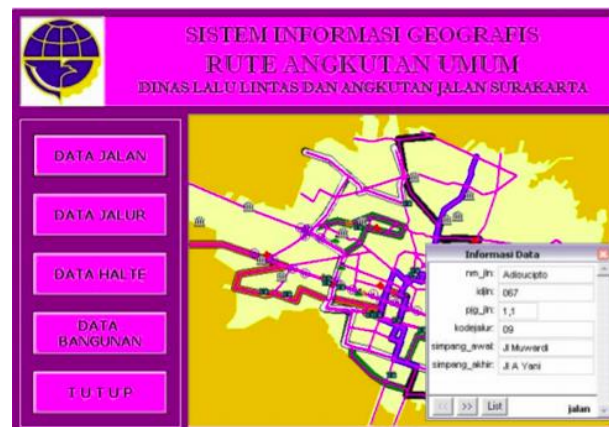 SISTEM INFORMASI GEOGRAFIS
RUTE ANGKUTAN UMUM
DINAS LALU LINTAS DAN ANGKUTAN JALAN SURAKARTA
DATA JALAN
DATA JALUR
DATA HALTE
DATA
BANGUNAN
T U T U P
Informasi Data
nm_jln: Adisucipto
idjln: 067
pjg_jln: 1,1
kodejalur: 09
simpang_awal: Jl Muwardi
simpang_akhir: Jl A Yani
<< >> List jalan